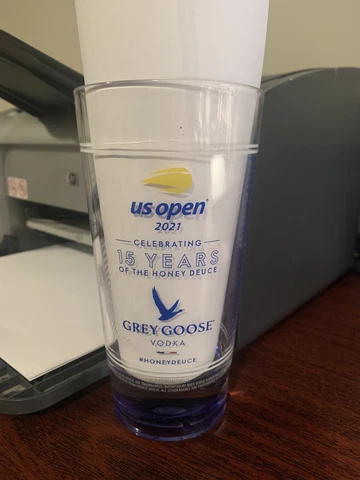 us open
2021
CELEBRATING
15 YEARS
OF THE HONEY DEUCE
GREY GOOSE
VODKA
#HONEYDEUCE